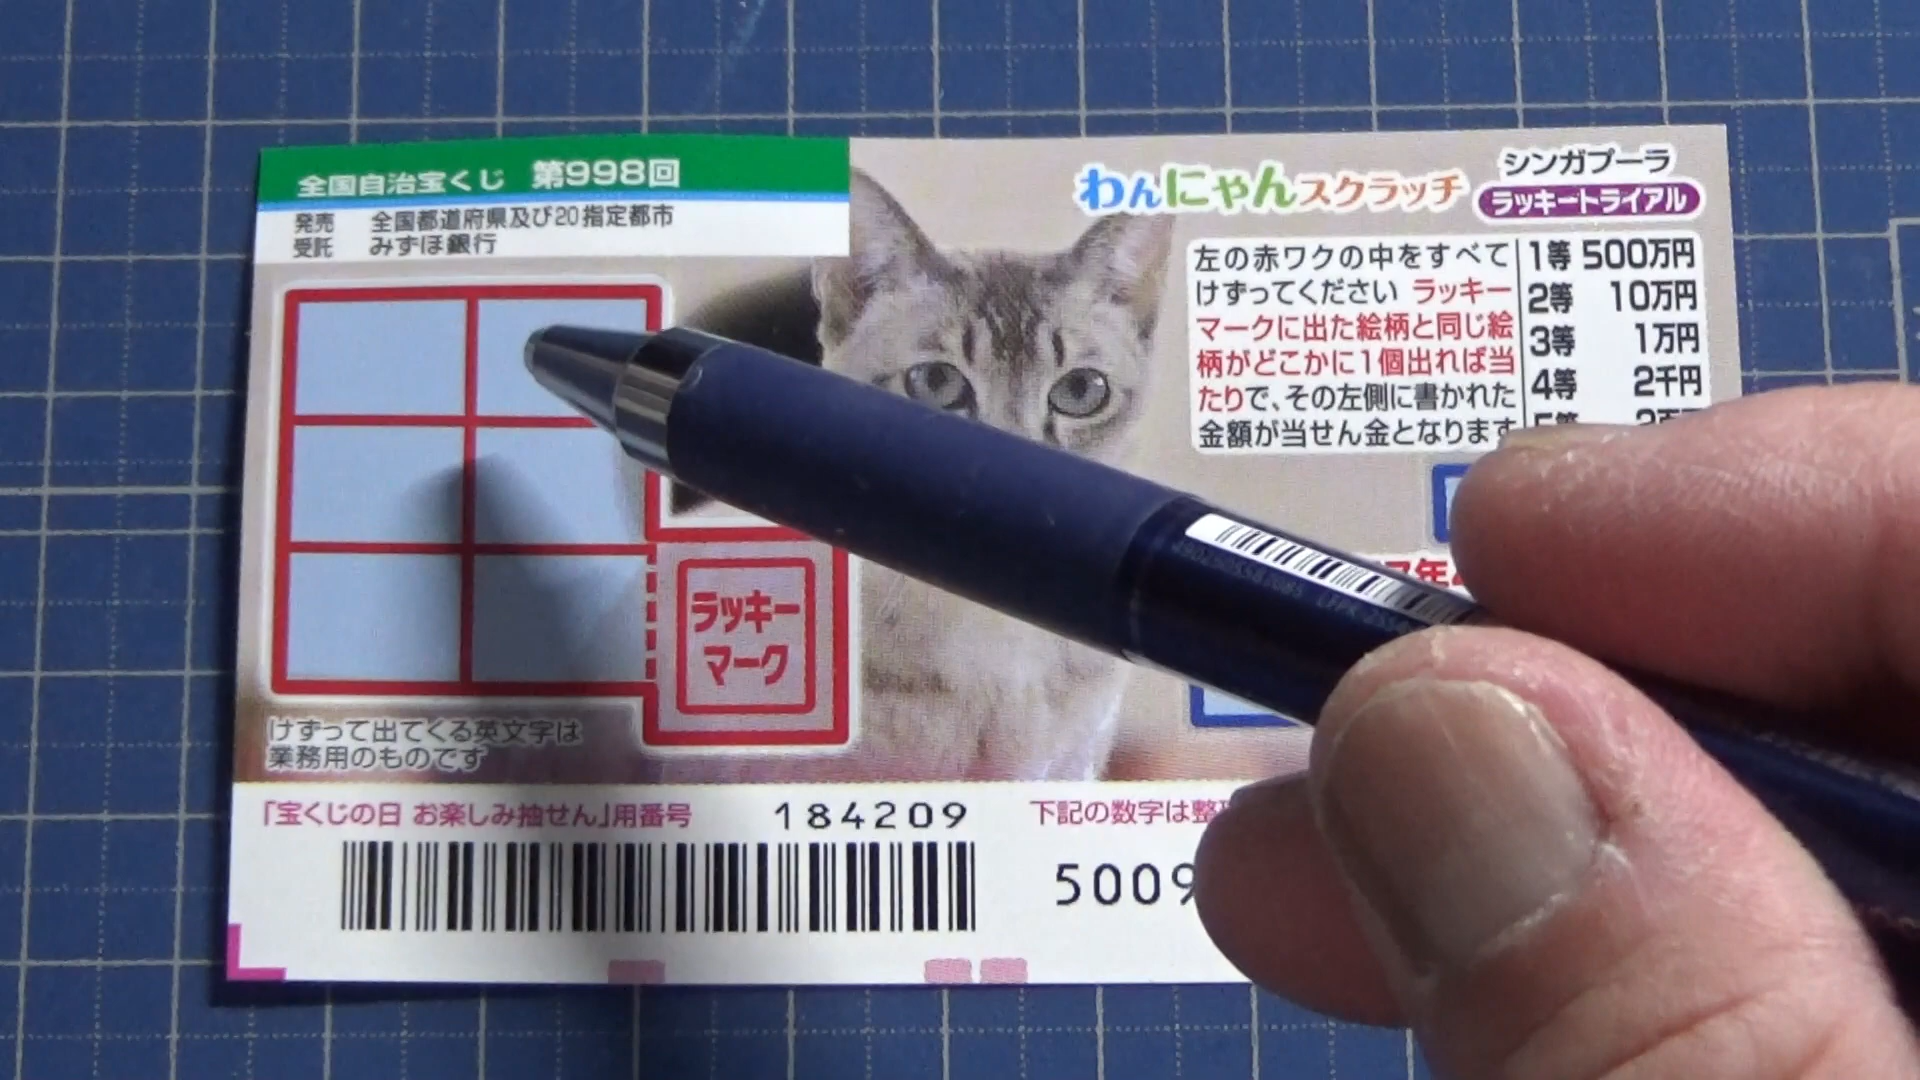 全国自治宝くじ 第998回
発売 全国都道府県及び20指定都市
受託 みずほ銀行
わんにゃんスクラッチ
シンガプーラ
ラッキートライアル
左の赤ワクの中をすべて
けずってください ラッキー
マークに出た絵柄と同じ絵
柄がどこかに1個出れば当
たりで、その左側に書かれた
金額が当せん金となります
1等 500万円
2等 10万円
3等 1万円
4等 2千円
5等
ラッキー
マーク
けずって出てくる英文字は
業務用のものです
「宝くじの日 お楽しみ抽せん」用番号 184209
下記の数字は整
5009